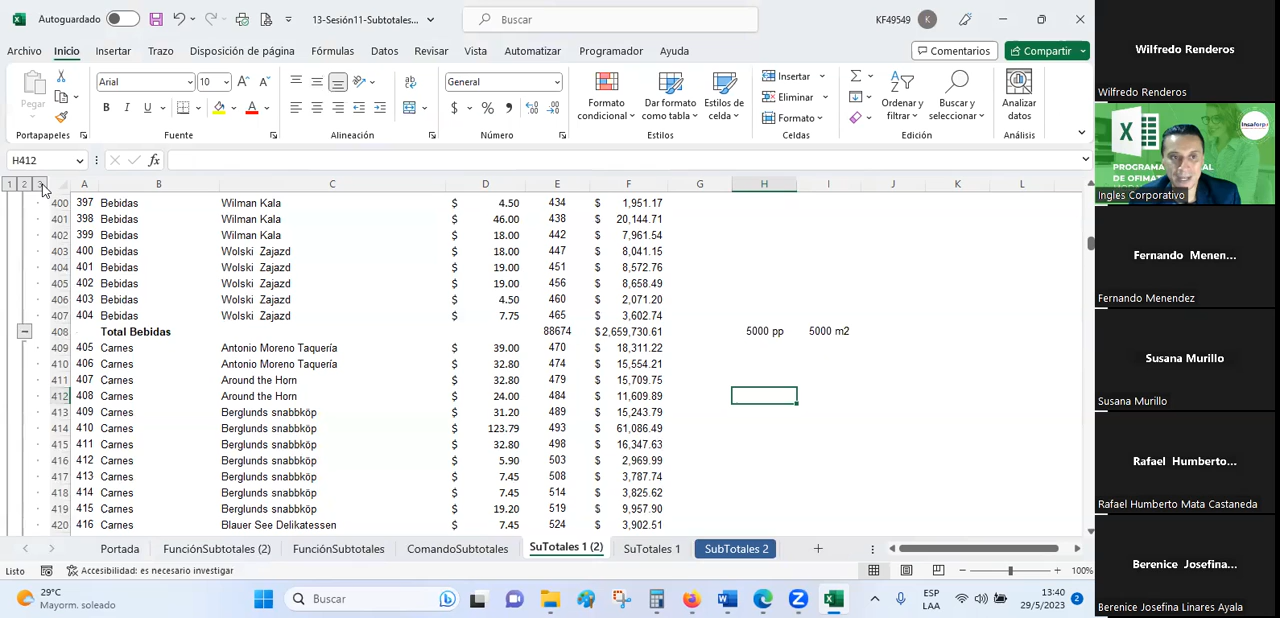 Autoguardado
13-Sesión11-Subtotales...
Buscar
KF49549
K
Archivo Inicio Insertar Trazo Disposición de página Fórmulas Datos Revisar Vista Automatizar Programador Ayuda
Comentarios
Compartir
Pegar
Arial
10
General
Formato condicional
Dar formato como tabla
Estilos de celda
Insertar
Eliminar
Formato
Ordenar y filtrar
Buscar y seleccionar
Analizar datos
Portapapeles Fuente Alineación Número Estilos Celdas Edición Análisis
H412
fx
1 2 3 A B C D E F G H I J K L
400 397 Bebidas Wilman Kala $ 4.50 434 $ 1,951.17
401 398 Bebidas Wilman Kala $ 46.00 438 $ 20,144.71
402 399 Bebidas Wilman Kala $ 18.00 442 $ 7,961.54
403 400 Bebidas Wolski Zajazd $ 18.00 447 $ 8,041.15
404 401 Bebidas Wolski Zajazd $ 19.00 451 $ 8,572.76
405 402 Bebidas Wolski Zajazd $ 19.00 456 $ 8,658.49
406 403 Bebidas Wolski Zajazd $ 4.50 460 $ 2,071.20
407 404 Bebidas Wolski Zajazd $ 7.75 465 $ 3,602.74
408 Total Bebidas 88674 $2,659,730.61 5000 pp 5000 m2
409 405 Carnes Antonio Moreno Taquería $ 39.00 470 $ 18,311.22
410 406 Carnes Antonio Moreno Taquería $ 32.80 474 $ 15,554.21
411 407 Carnes Around the Horn $ 32.80 479 $ 15,709.75
412 408 Carnes Around the Horn $ 24.00 484 $ 11,609.89
413 409 Carnes Berglunds snabbköp $ 31.20 489 $ 15,243.79
414 410 Carnes Berglunds snabbköp $ 123.79 493 $ 61,086.49
415 411 Carnes Berglunds snabbköp $ 32.80 498 $ 16,347.63
416 412 Carnes Berglunds snabbköp $ 5.90 503 $ 2,969.99
417 413 Carnes Berglunds snabbköp $ 7.45 508 $ 3,787.74
418 414 Carnes Berglunds snabbköp $ 7.45 514 $ 3,825.62
419 415 Carnes Berglunds snabbköp $ 19.20 519 $ 9,957.90
420 416 Carnes Blauer See Delikatessen $ 7.45 524 $ 3,902.51
Portada FunciónSubtotales (2) FunciónSubtotales ComandoSubtotales SuTotales 1 (2) SuTotales 1 SubTotales 2
Listo
Accesibilidad: es necesario investigar
100%
29°C
Mayorm. soleado
Buscar
ESP
LAA
13:40
29/5/2023
2
Wilfredo Renderos
Wilfredo Renderos
Insaforp
Ingles Corporativo
Fernando Menen...
Fernando Menendez
Susana Murillo
Susana Murillo
Rafael Humberto...
Rafael Humberto Mata Castaneda
Berenice Josefina...
Berenice Josefina Linares Ayala